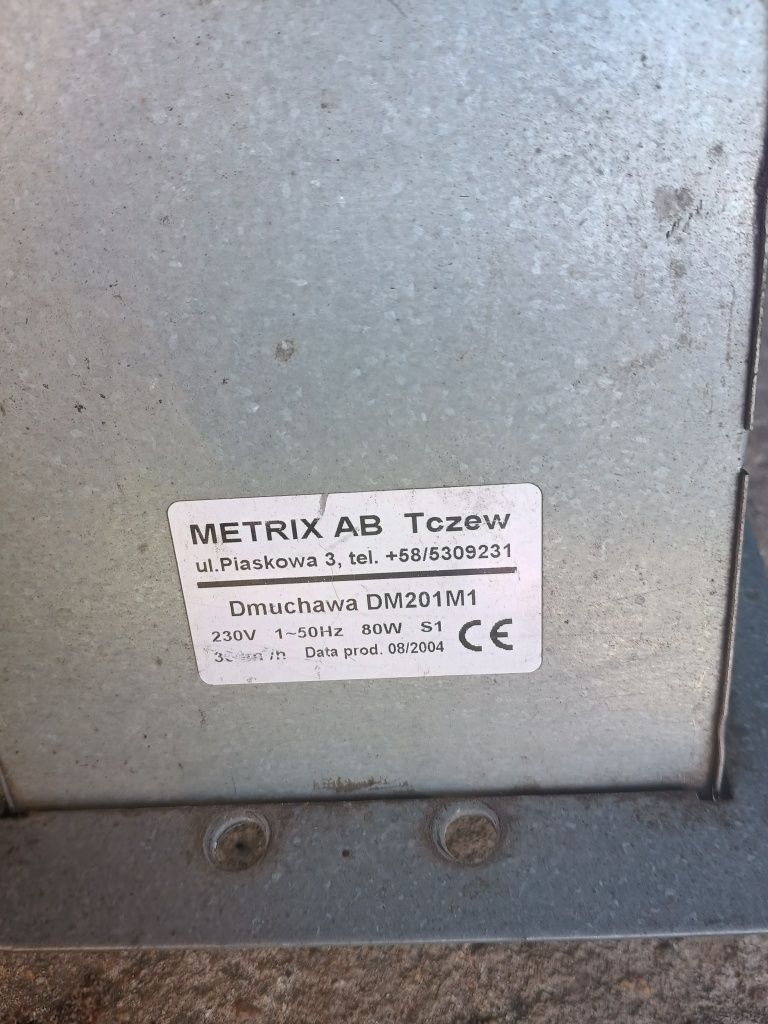 METRIX AB Tczew
ul.Piaskowa 3, tel. +58/5309231
Dmuchawa DM201M1
230V 1~50Hz 80W S1 CE
/h Data prod. 08/2004